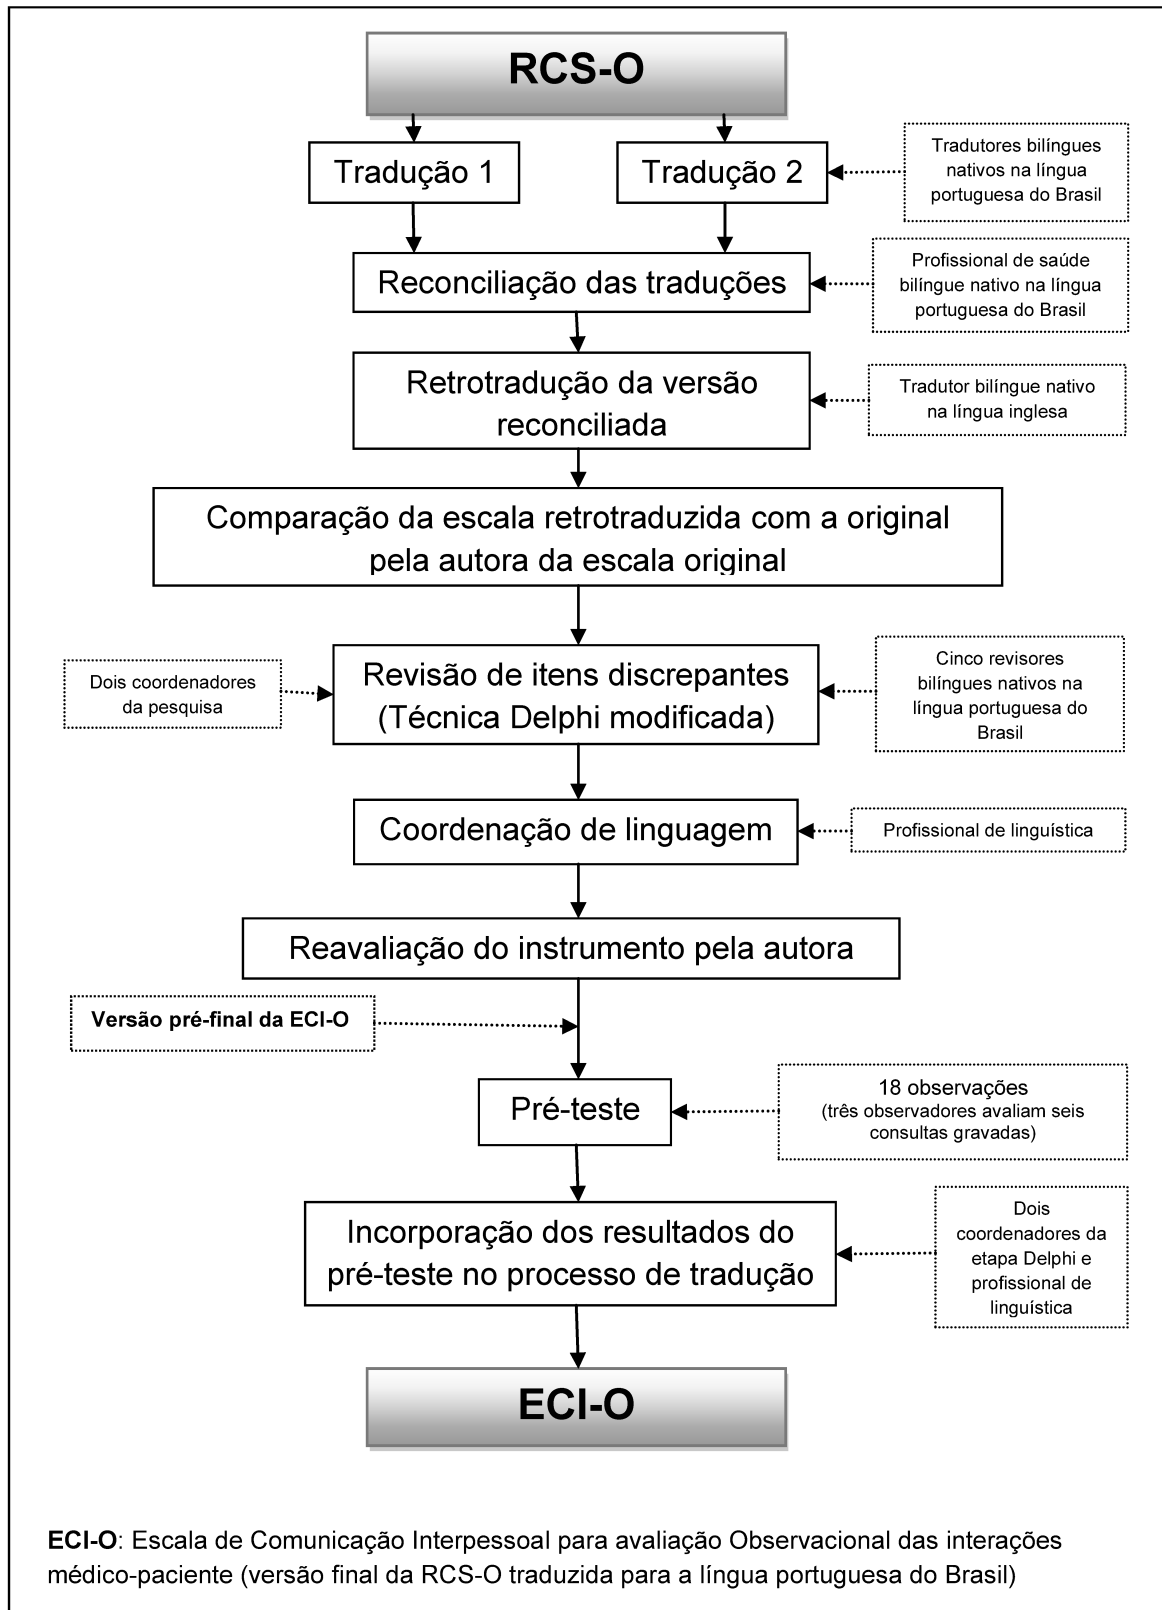 RCS-O
Tradução 1
Tradução 2
Tradutores bilíngues
nativos na língua
portuguesa do Brasil
Reconciliação das traduções
Profissional de saúde
bilíngue nativo na língua
portuguesa do Brasil
Retrotradução da versão
reconciliada
Tradutor bilíngue nativo
na língua inglesa
Comparação da escala retrotraduzida com a original
pela autora da escala original
Dois coordenadores
da pesquisa
Revisão de itens discrepantes
(Técnica Delphi modificada)
Cinco revisores
bilíngues nativos na
língua portuguesa do
Brasil
Coordenação de linguagem
Profissional de linguística
Reavaliação do instrumento pela autora
Versão pré-final da ECI-O
Pré-teste
18 observações
(três observadores avaliam seis
consultas gravadas)
Incorporação dos resultados do
pré-teste no processo de tradução
Dois
coordenadores da
etapa Delphi e
profissional de
linguística
ECI-O
ECI-O: Escala de Comunicação Interpessoal para avaliação Observacional das interações
médico-paciente (versão final da RCS-O traduzida para a língua portuguesa do Brasil)